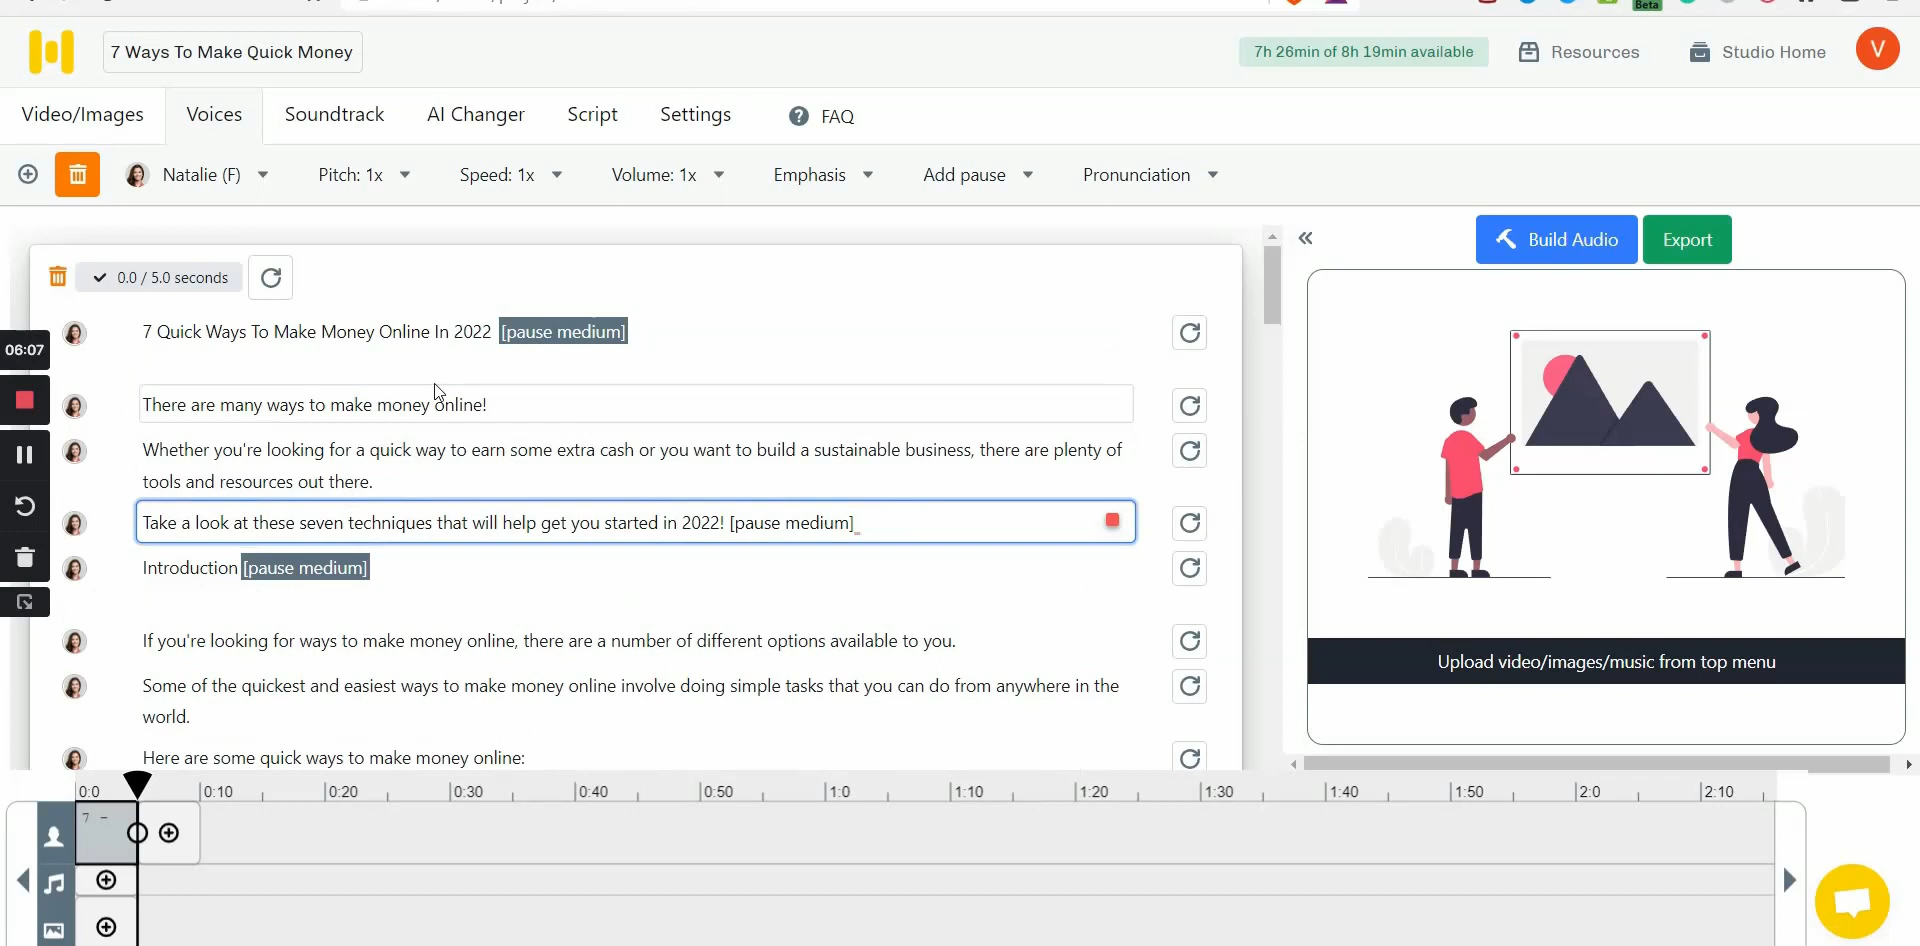 Beta
7 Ways To Make Quick Money
7h 26min of 8h 19min available
Resources
Studio Home
V
Video/Images
Voices
Soundtrack
AI Changer
Script
Settings
? FAQ
Natalie (F)
Pitch: 1x
Speed: 1x
Volume: 1x
Emphasis
Add pause
Pronunciation
Build Audio
Export
0.0 / 5.0 seconds
7 Quick Ways To Make Money Online In 2022 [pause medium]
06:07
There are many ways to make money online!
Whether you're looking for a quick way to earn some extra cash or you want to build a sustainable business, there are plenty of
tools and resources out there.
Take a look at these seven techniques that will help get you started in 2022! [pause medium]_
Introduction [pause medium]
If you're looking for ways to make money online, there are a number of different options available to you.
Upload video/images/music from top menu
Some of the quickest and easiest ways to make money online involve doing simple tasks that you can do from anywhere in the
world.
Here are some quick ways to make money online:
0:0 0:10 0:20 0:30 0:40 0:50 1:0 1:10 1:20 1:30 1:40 1:50 2:0 2:10
7 -